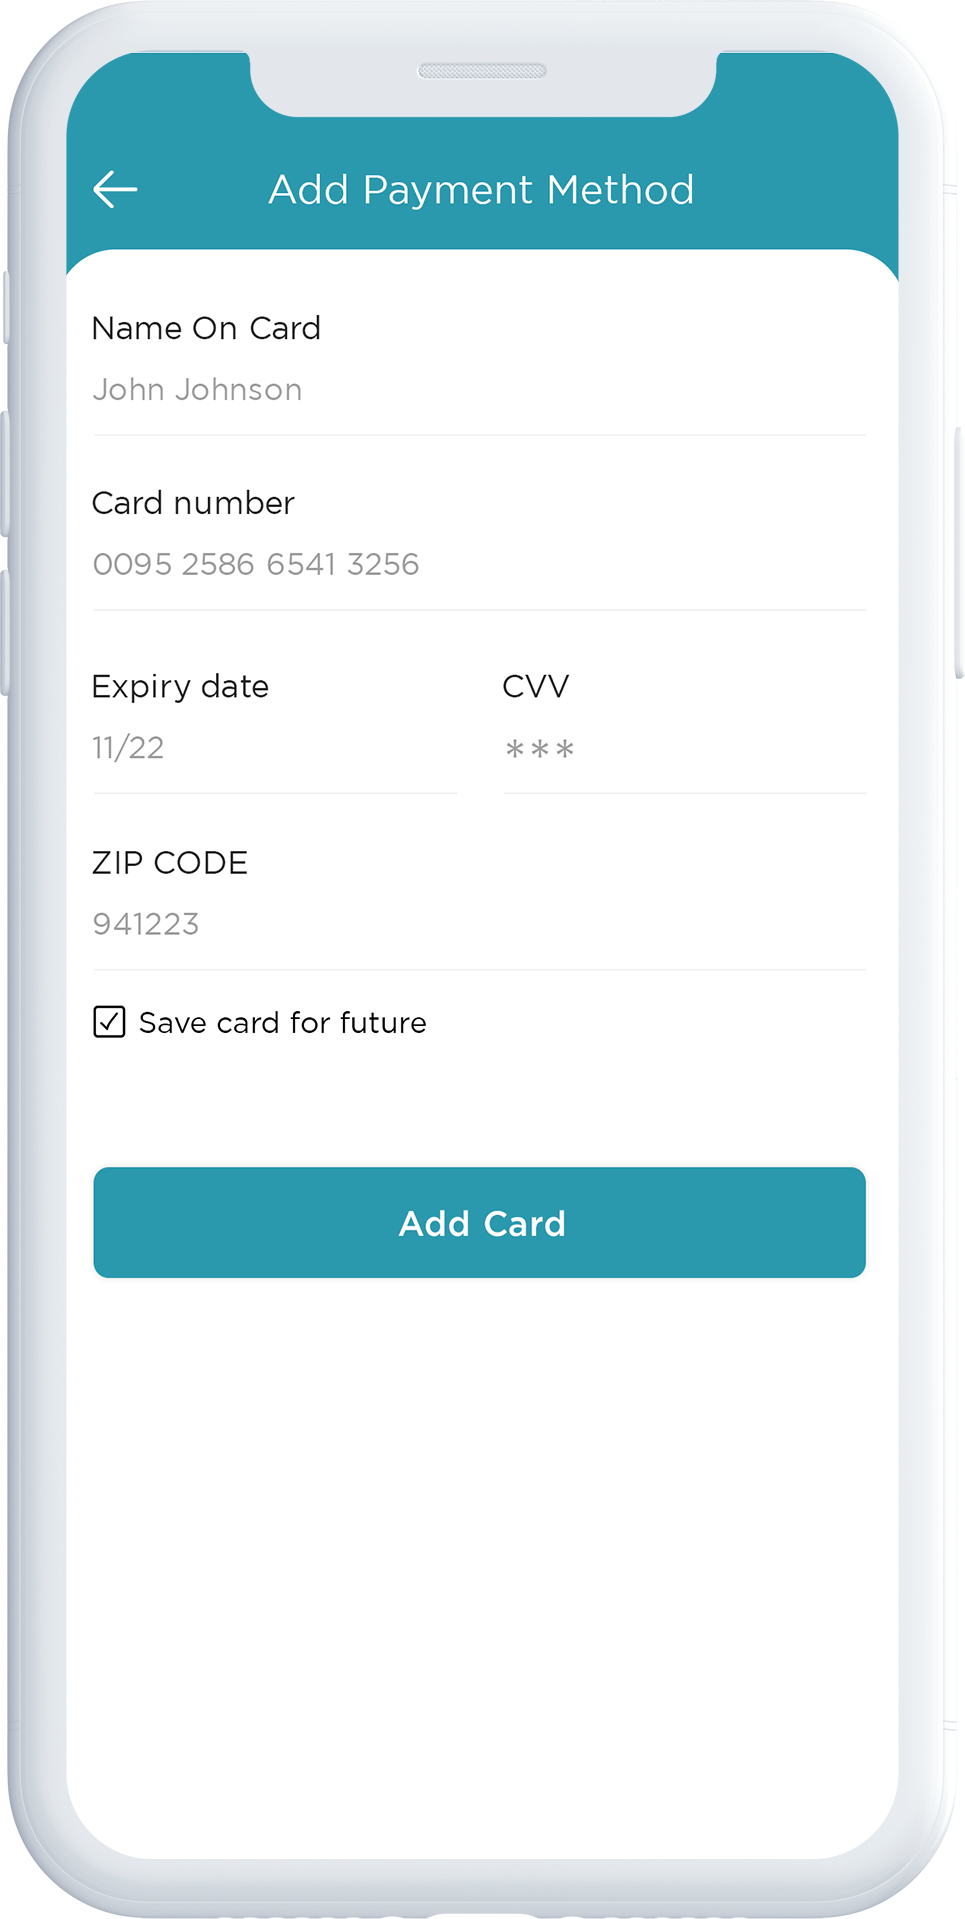 Add Payment Method
Name On Card
John Johnson
Card number
0095 2586 6541 3256
Expiry date CVV
11/22 ***
ZIP CODE
941223
Save card for future
Add Card